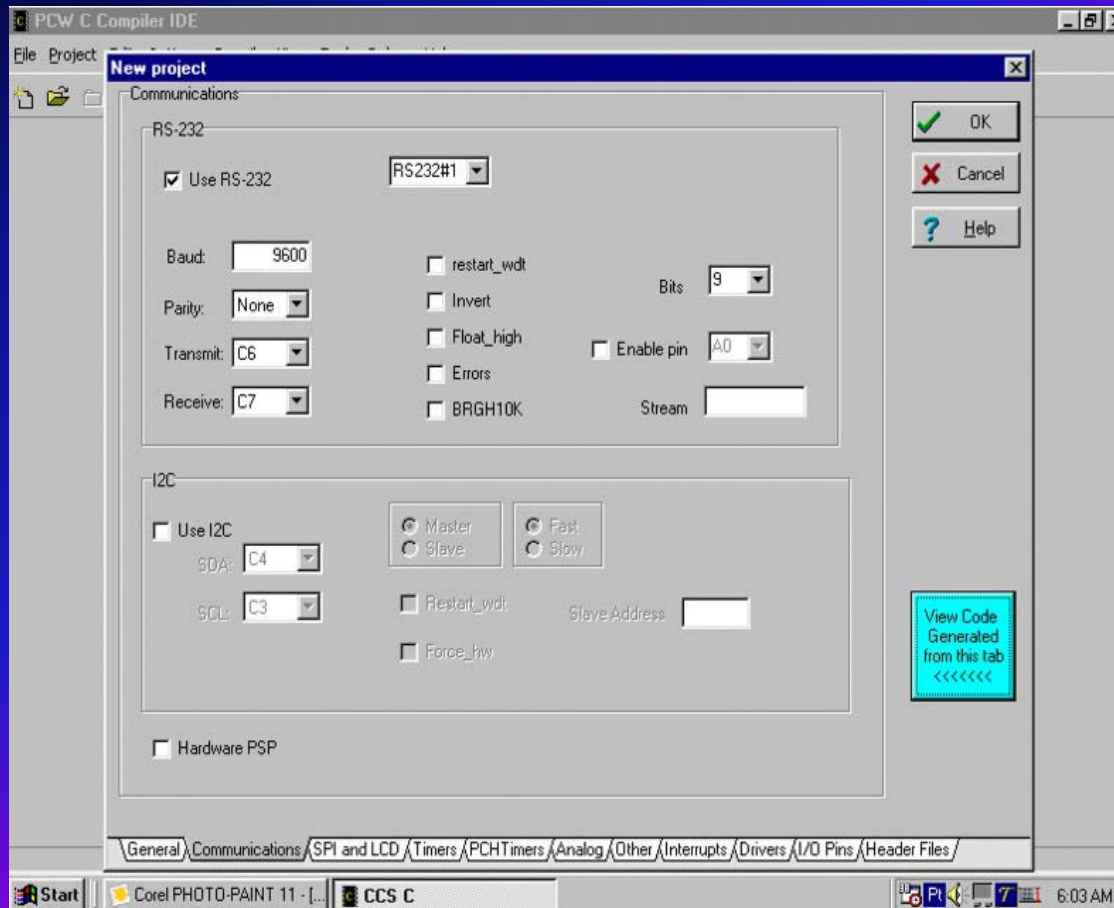 PCW C Compiler IDE
File Project
New project
Communications
RS-232
Use RS-232
RS232#1
Baud: 9600
Parity: None
Transmit: C6
Receive: C7
restart_wdt
Invert
Float_high
Errors
BRGH10K
Bits 9
Enable pin A0
Stream
I2C
Use I2C
SDA: C4
SCL: C3
Master
Slave
Fast
Slow
Restart_wdt
Force_hw
Slave Address
Hardware PSP
OK
Cancel
Help
View Code
Generated
from this tab
<<<<<<<
General Communications SPI and LCD Timers PCHTimers Analog Other Interrupts Drivers I/O Pins Header Files
Start Corel PHOTO-PAINT 11 - [... CCS C Pt 6:03 AM